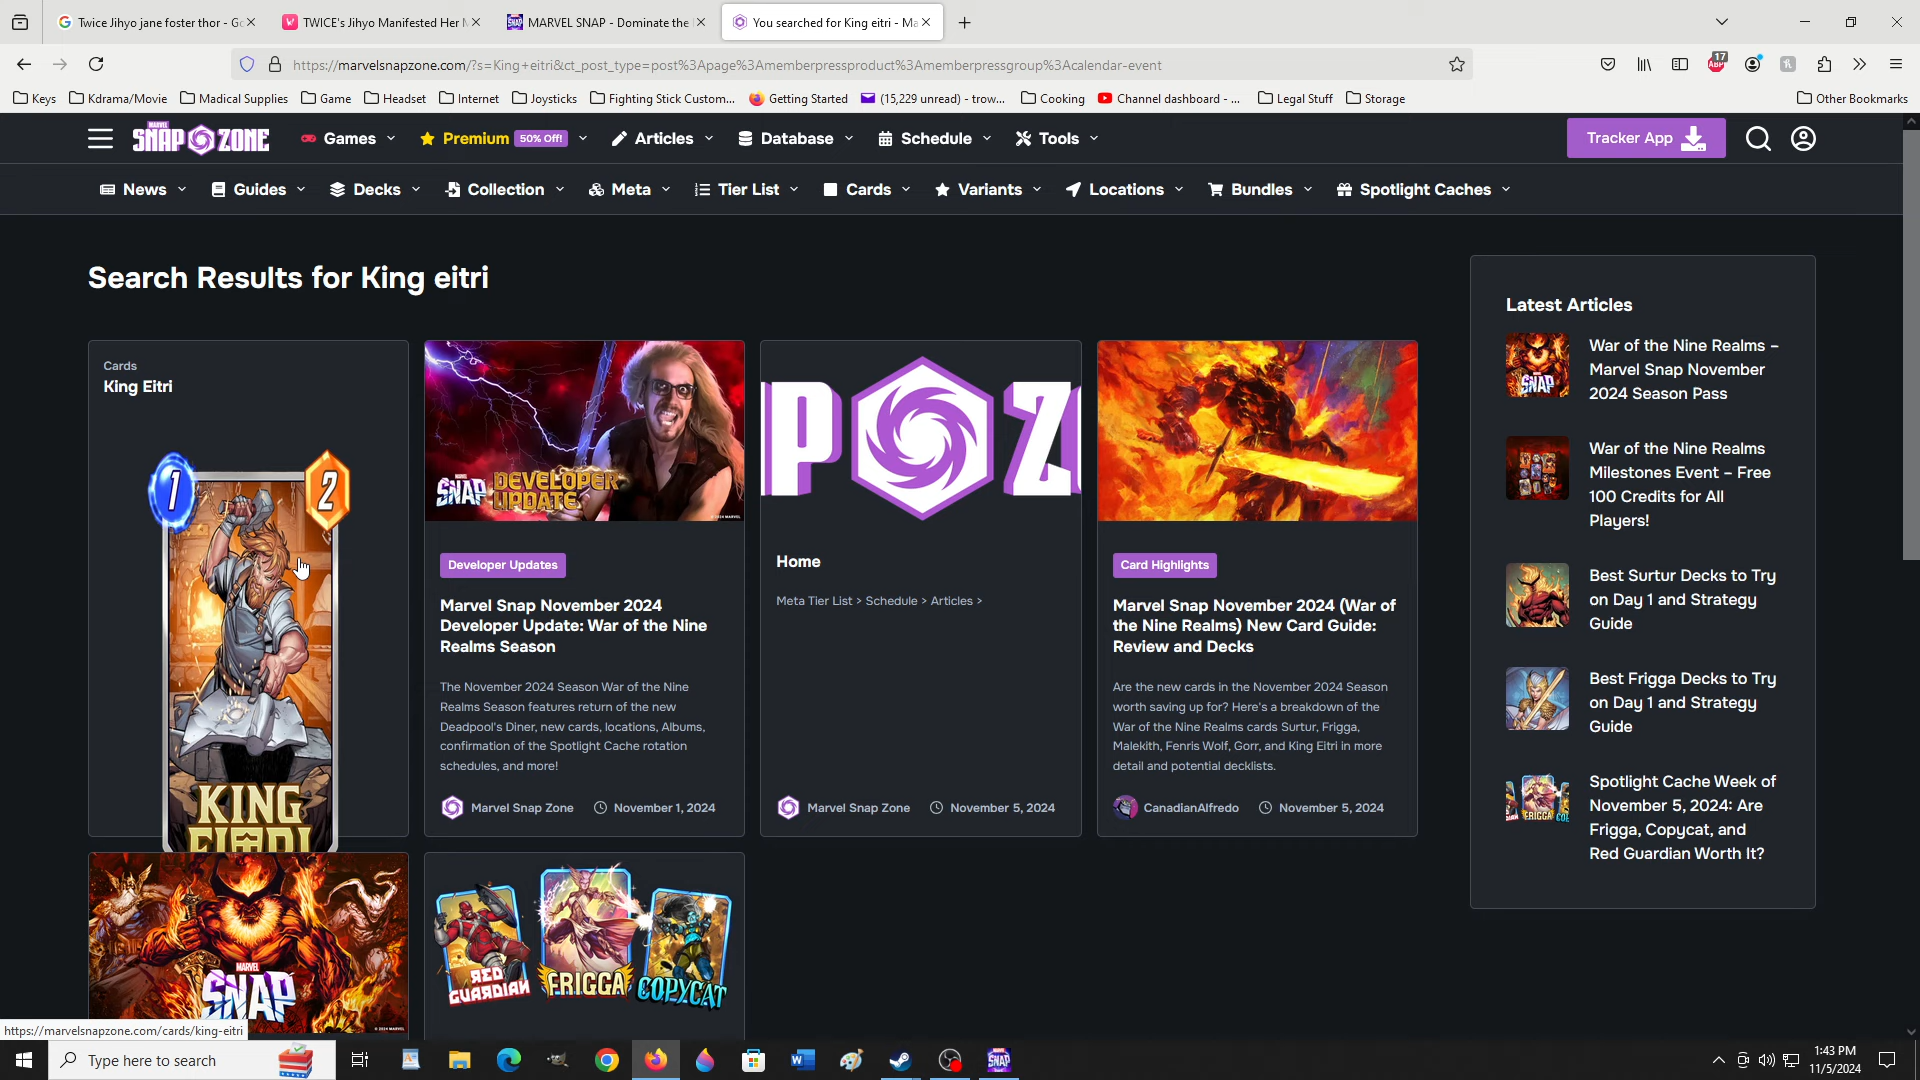 Twice Jihyo jane foster thor - Go
TWICE's Jihyo Manifested Her M
MARVEL SNAP - Dominate the
You searched for King eitri - Ma
https://marvelsnapzone.com/?s=King+eitri&ct_post_type=post%3Apage%3Amemberpressproduct%3Amemberpressgroup%3Acalendar-event
17
ABP
Keys
Kdrama/Movie
Madical Supplies
Game
Headset
Internet
Joysticks
Fighting Stick Custom...
Getting Started
(15,229 unread) - trow...
Cooking
Channel dashboard - ...
Legal Stuff
Storage
Other Bookmarks
MARVEL
SNAP ZONE
Games
Premium
50% Off!
Articles
Database
Schedule
Tools
Tracker App
News
Guides
Decks
Collection
Meta
Tier List
Cards
Variants
Locations
Bundles
Spotlight Caches
Search Results for King eitri
Cards
King Eitri
1
2
KING
EITRI
MARVEL
SNAP
DEVELOPER
UPDATE
Developer Updates
Marvel Snap November 2024
Developer Update: War of the Nine
Realms Season
The November 2024 Season War of the Nine
Realms Season features return of the new
Deadpool's Diner, new cards, locations, Albums,
confirmation of the Spotlight Cache rotation
schedules, and more!
Marvel Snap Zone
November 1, 2024
P Z
Home
Meta Tier List > Schedule > Articles >
Marvel Snap Zone
November 5, 2024
Card Highlights
Marvel Snap November 2024 (War of
the Nine Realms) New Card Guide:
Review and Decks
Are the new cards in the November 2024 Season
worth saving up for? Here's a breakdown of the
War of the Nine Realms cards Surtur, Frigga,
Malekith, Fenris Wolf, Gorr, and King Eitri in more
detail and potential decklists.
CanadianAlfredo
November 5, 2024
Latest Articles
SNAP
War of the Nine Realms –
Marvel Snap November
2024 Season Pass
War of the Nine Realms
Milestones Event – Free
100 Credits for All
Players!
Best Surtur Decks to Try
on Day 1 and Strategy
Guide
Best Frigga Decks to Try
on Day 1 and Strategy
Guide
FRIGGA
Spotlight Cache Week of
November 5, 2024: Are
Frigga, Copycat, and
Red Guardian Worth It?
MARVEL
SNAP
RED
GUARDIAN
FRIGGA
COPYCAT
https://marvelsnapzone.com/cards/king-eitri
Type here to search
1:43 PM
11/5/2024